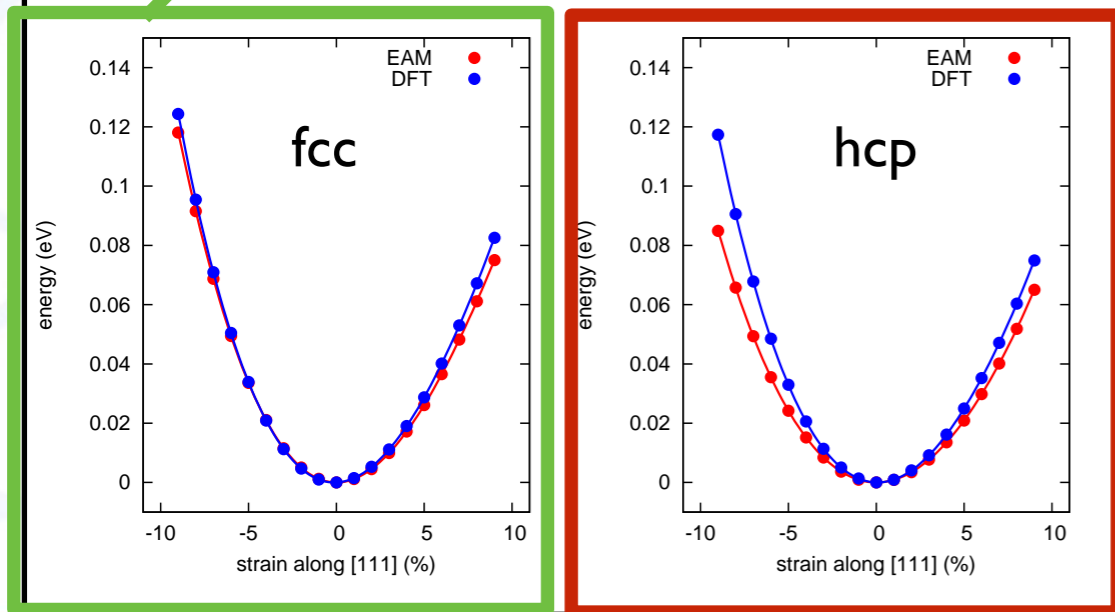 EAM
DFT
fcc
energy (eV)
0.14
0.12
0.1
0.08
0.06
0.04
0.02
0
-10
-5
0
5
10
strain along [111] (%)
EAM
DFT
hcp
energy (eV)
0.14
0.12
0.1
0.08
0.06
0.04
0.02
0
-10
-5
0
5
10
strain along [111] (%)